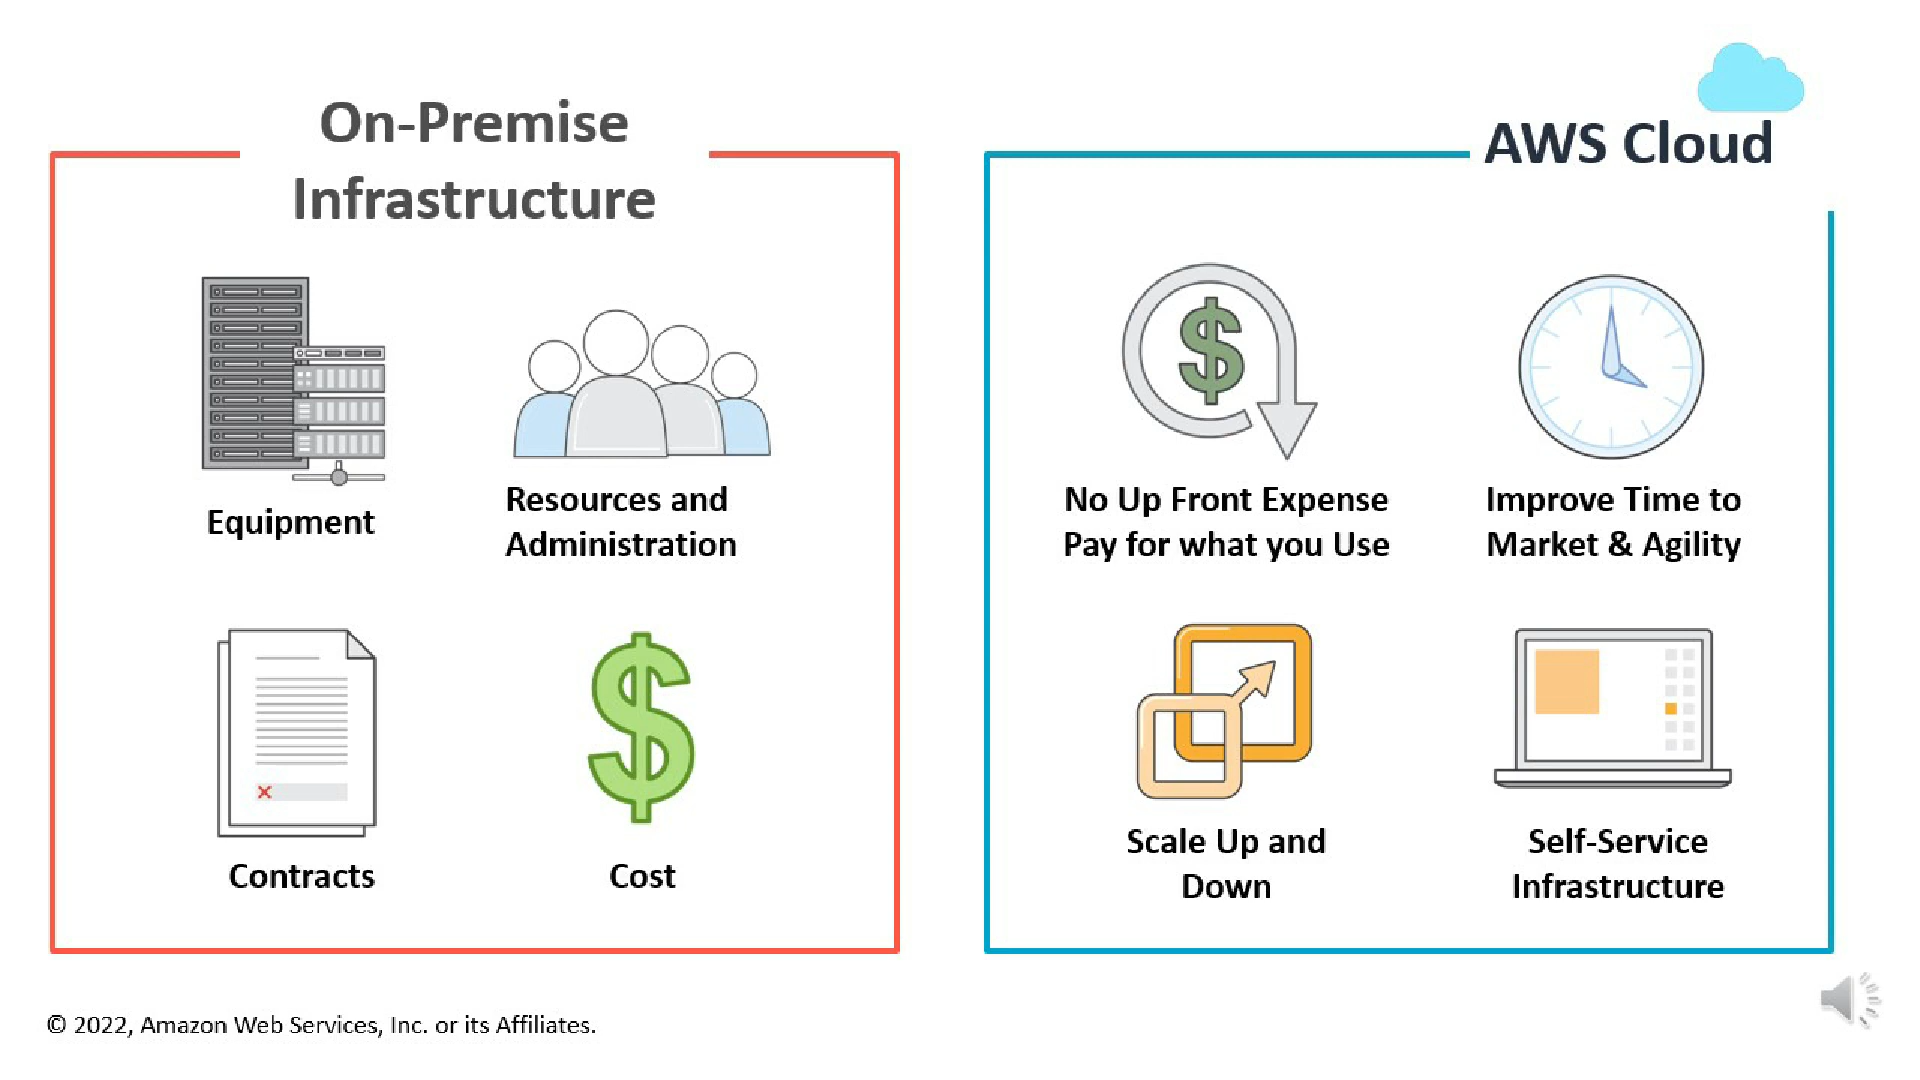 On-Premise
Infrastructure
Equipment
Resources and
Administration
Contracts
Cost
AWS Cloud
No Up Front Expense
Pay for what you Use
Improve Time to
Market & Agility
Scale Up and
Down
Self-Service
Infrastructure
© 2022, Amazon Web Services, Inc. or its Affiliates.